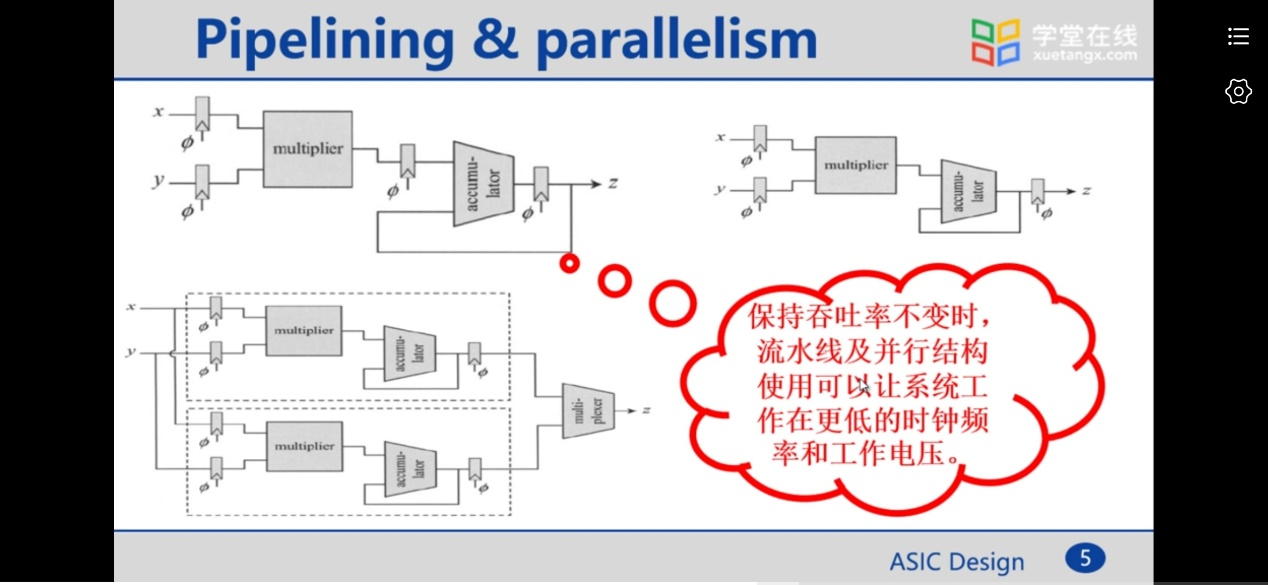 Pipelining & parallelism
学堂在线
xuetangx.com
x
ϕ
y
ϕ
multiplier
ϕ
accumu-
lator
ϕ
z
x
ϕ
y
ϕ
multiplier
accumu-
lator
ϕ
z
x
y
ϕ
ϕ
multiplier
accumu-
lator
ϕ
ϕ
ϕ
multiplier
accumu-
lator
ϕ
multi-
plexer
z
保持吞吐率不变时，
流水线及并行结构
使用可以让系统工
作在更低的时钟频
率和工作电压。
ASIC Design
5